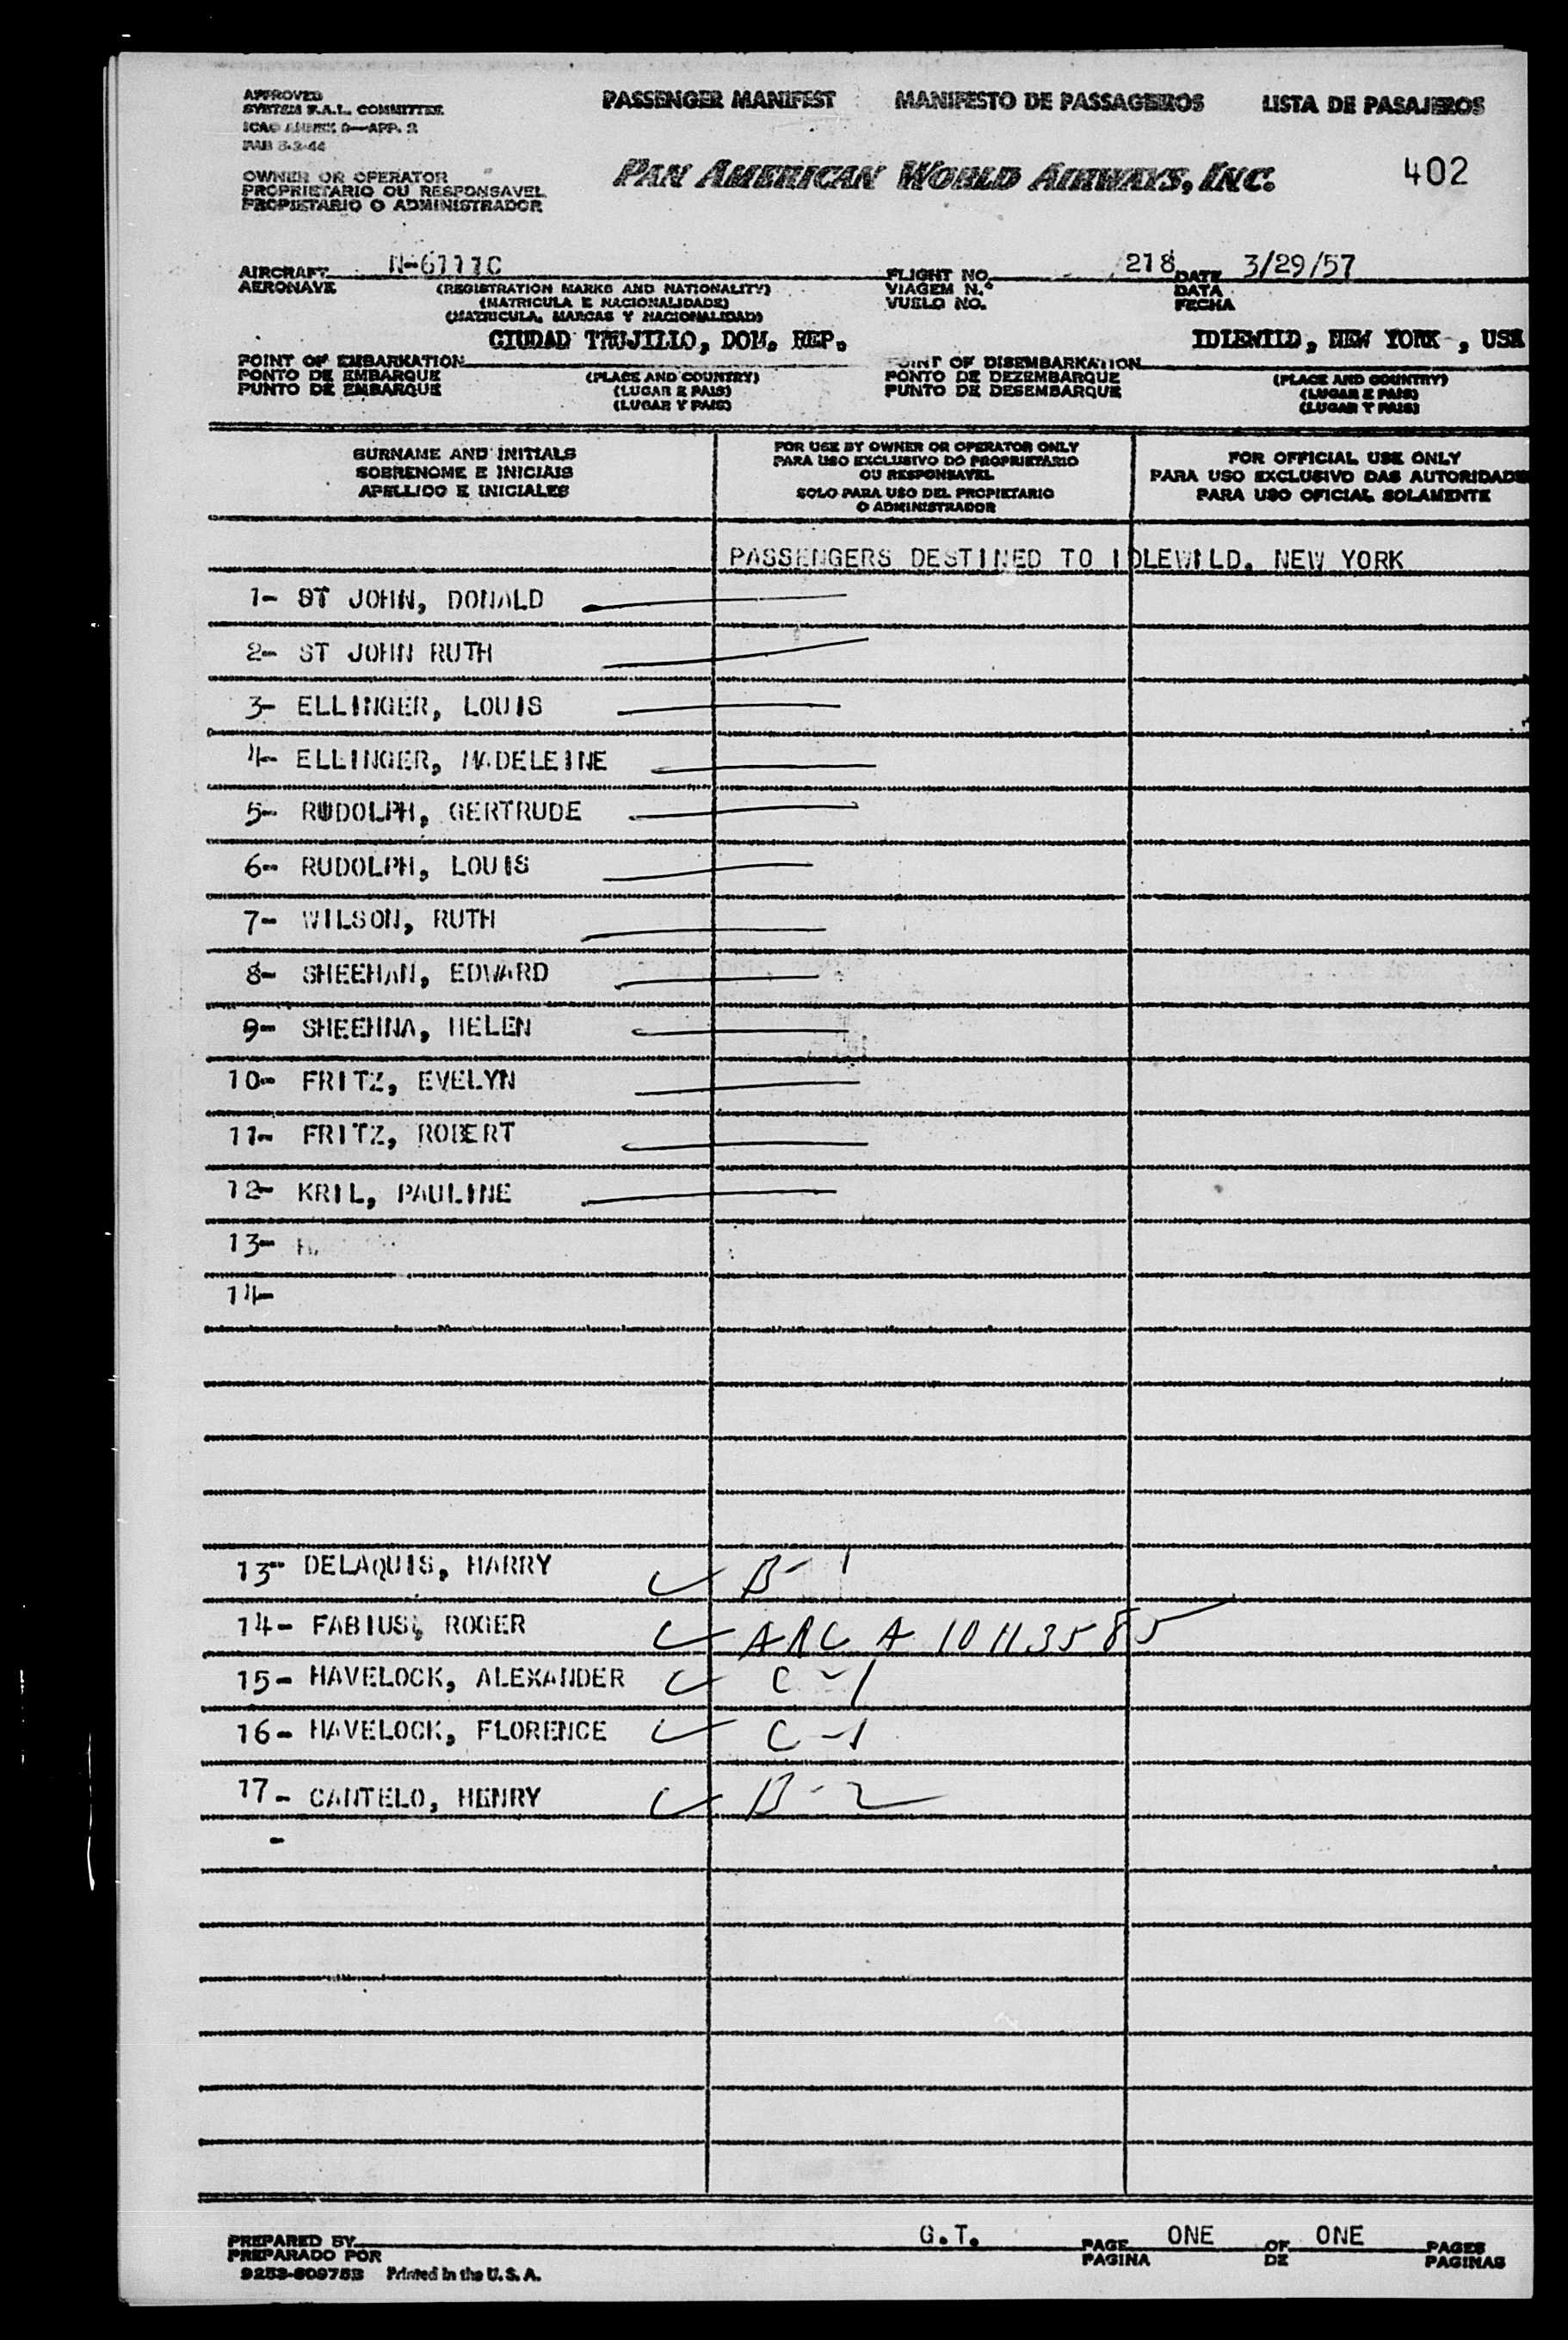 APPROVED
SYSTEM F.A.L. COMMITTEE
ICAO ANNEX 9—APP. 2
PASSENGER MANIFEST MANIFESTO DE PASSAGEIROS LISTA DE PASAJEROS
OWNER OR OPERATOR
PROPRIETARIO OU RESPONSAVEL
PROPIETARIO O ADMINISTRADOR
PAN AMERICAN WORLD AIRWAYS, INC. 402
AIRCRAFT N-6111C FLIGHT NO. 218 DATE 3/29/57
AERONAVE (REGISTRATION MARKS AND NATIONALITY) VIAGEM N.º DATA
(MATRICULA E NACIONALIDADE) VUELO NO. FECHA
(MATRICULA, MARCAS Y NACIONALIDAD)
CIUDAD TRUJILLO, DOM. REP. IDLEWILD, NEW YORK , USA
POINT OF EMBARKATION POINT OF DISEMBARKATION
PONTO DE EMBARQUE (PLACE AND COUNTRY) PONTO DE DEZEMBARQUE (PLACE AND COUNTRY)
PUNTO DE EMBARQUE (LUGAR E PAIS) PUNTO DE DESEMBARQUE (LUGAR E PAIS)
(LUGAR Y PAIS) (LUGAR Y PAIS)
SURNAME AND INITIALS
SOBRENOME E INICIAIS
APELLIDO E INICIALES
FOR USE BY OWNER OR OPERATOR ONLY
PARA USO EXCLUSIVO DO PROPRIETARIO
OU RESPONSAVEL
SOLO PARA USO DEL PROPIETARIO
O ADMINISTRADOR
FOR OFFICIAL USE ONLY
PARA USO EXCLUSIVO DAS AUTORIDADES
PARA USO OFICIAL SOLAMENTE
PASSENGERS DESTINED TO IDLEWILD. NEW YORK
1- ST JOHN, DONALD
2- ST JOHN RUTH
3- ELLINGER, LOUIS
4- ELLINGER, MADELEINE
5- RUDOLPH, GERTRUDE
6- RUDOLPH, LOUIS
7- WILSON, RUTH
8- SHEEHAN, EDWARD
9- SHEEHNA, HELEN
10- FRITZ, EVELYN
11- FRITZ, ROBERT
12- KRIL, PAULINE
13-
14-
13- DELAQUIS, HARRY B-1
14- FABIUS, ROGER ARC A 10113585
15- HAVELOCK, ALEXANDER C-1
16- HAVELOCK, FLORENCE C-1
17- CANTELO, HENRY B-2
-
PREPARED BY G.T. PAGE ONE OF ONE PAGES
PREPARADO POR PAGINA DE PAGINAS
9253-609753 Printed in the U. S. A.